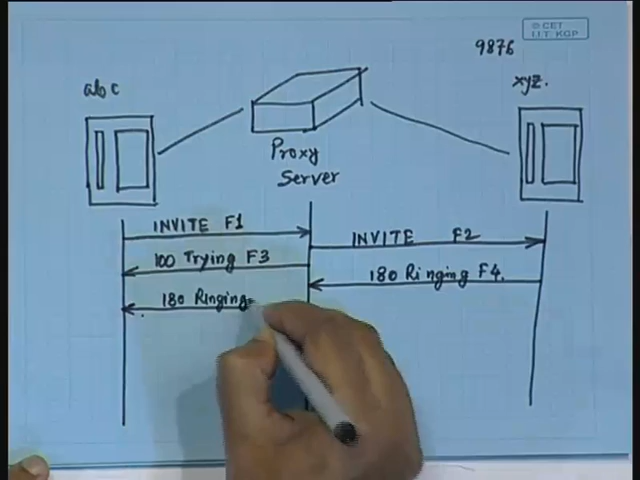 © CET
I.I.T. KGP
9876
abc
xyz.
Proxy
Server
INVITE F1
INVITE F2
100 Trying F3
180 Ringing F4.
180 Ringing